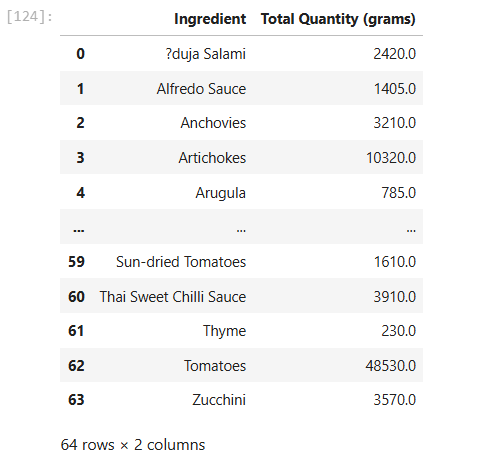 [124]:
Ingredient Total Quantity (grams)
0 ?duja Salami 2420.0
1 Alfredo Sauce 1405.0
2 Anchovies 3210.0
3 Artichokes 10320.0
4 Arugula 785.0
... ... ...
59 Sun-dried Tomatoes 1610.0
60 Thai Sweet Chilli Sauce 3910.0
61 Thyme 230.0
62 Tomatoes 48530.0
63 Zucchini 3570.0
64 rows × 2 columns